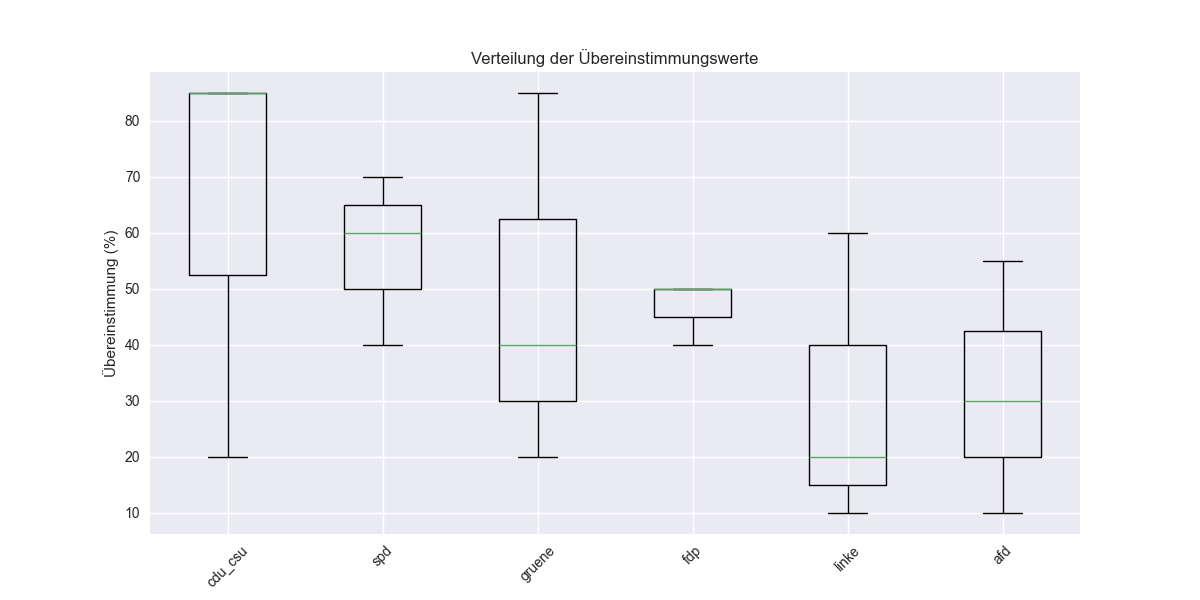 Verteilung der Übereinstimmungswerte
Übereinstimmung (%)
80
70
60
50
40
30
20
10
cdu_csu
spd
gruene
fdp
linke
afd